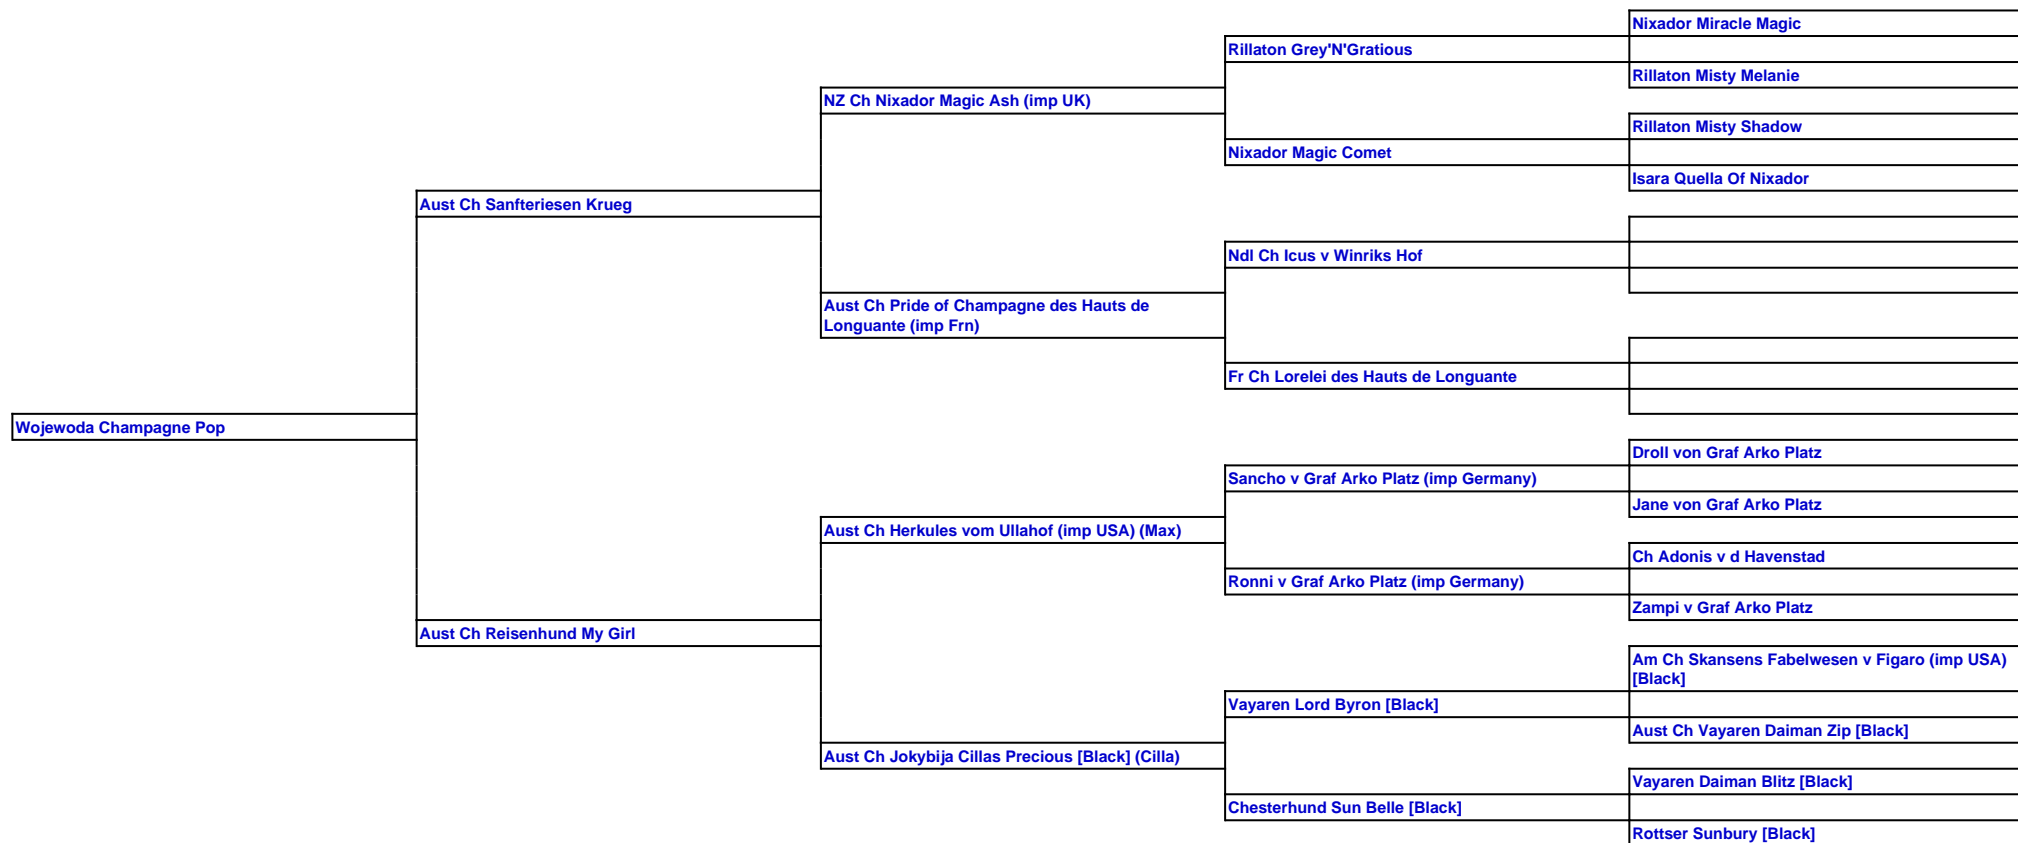 Nixador Miracle Magic
Rillaton Grey'N'Gratious
Rillaton Misty Melanie
NZ Ch Nixador Magic Ash (imp UK)
Rillaton Misty Shadow
Nixador Magic Comet
Isara Quella Of Nixador
Aust Ch Sanfteriesen Krueg
Ndl Ch Icus v Winriks Hof
Aust Ch Pride of Champagne des Hauts de
Longuante (imp Frn)
Fr Ch Lorelei des Hauts de Longuante
Wojewoda Champagne Pop
Droll von Graf Arko Platz
Sancho v Graf Arko Platz (imp Germany)
Jane von Graf Arko Platz
Aust Ch Herkules vom Ullahof (imp USA) (Max)
Ch Adonis v d Havenstad
Ronni v Graf Arko Platz (imp Germany)
Zampi v Graf Arko Platz
Aust Ch Reisenhund My Girl
Am Ch Skansens Fabelwesen v Figaro (imp USA)
[Black]
Vayaren Lord Byron [Black]
Aust Ch Vayaren Daiman Zip [Black]
Aust Ch Jokybija Cillas Precious [Black] (Cilla)
Vayaren Daiman Blitz [Black]
Chesterhund Sun Belle [Black]
Rottser Sunbury [Black]